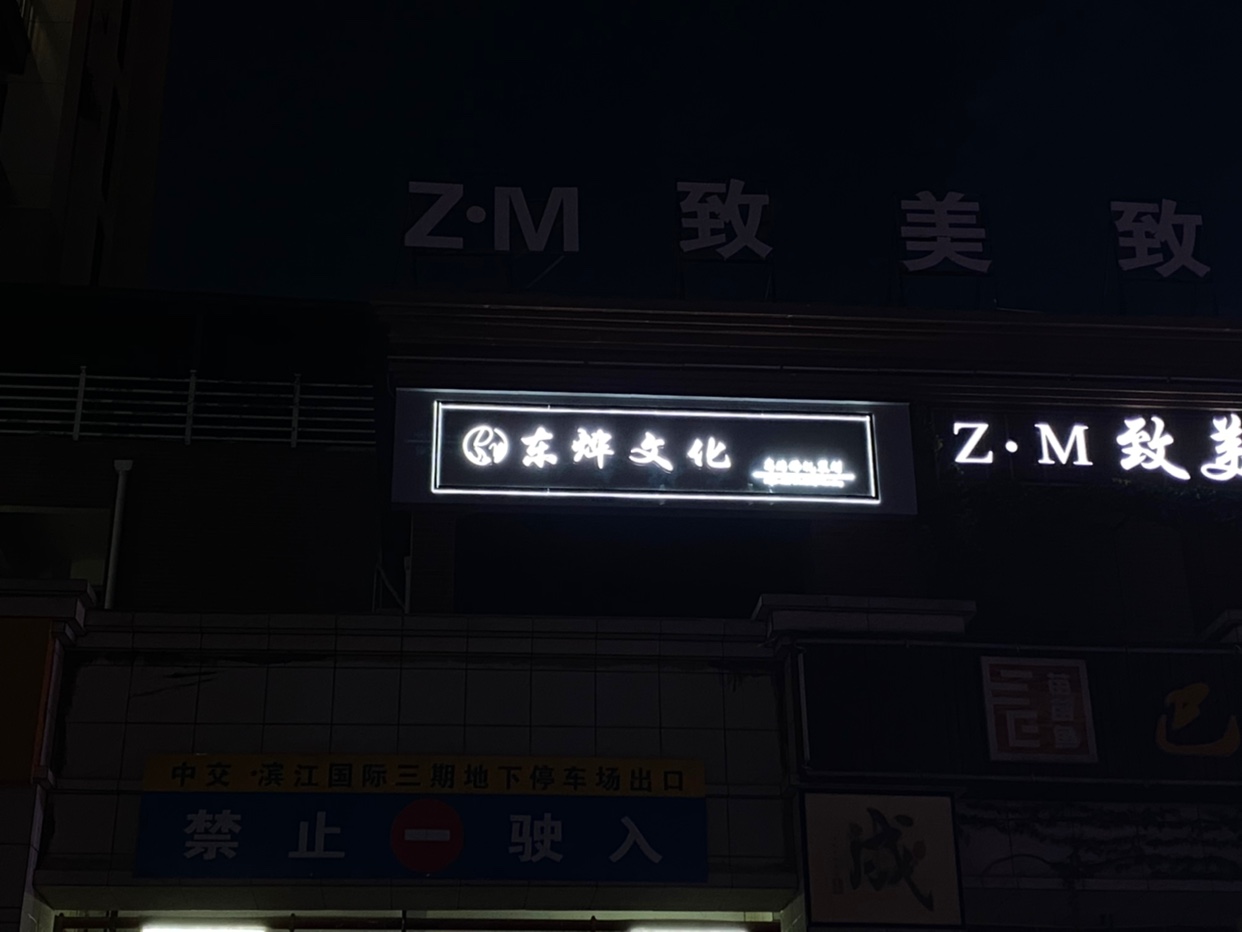 Z·M 致 美 致
东烨文化
Z·M 致美
中交·滨江国际三期地下停车场出口
禁 止 驶 入